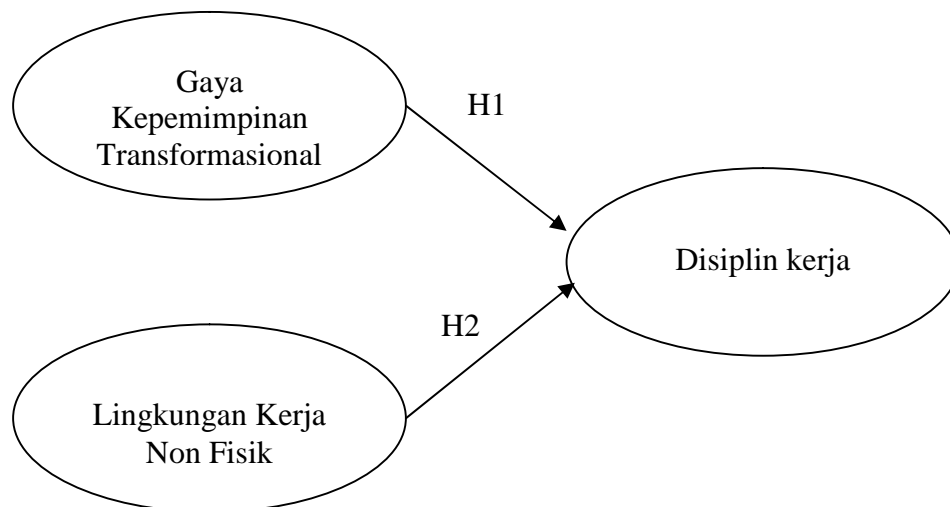 Gaya
Kepemimpinan
Transformasional
H1
Disiplin kerja
H2
Lingkungan Kerja
Non Fisik